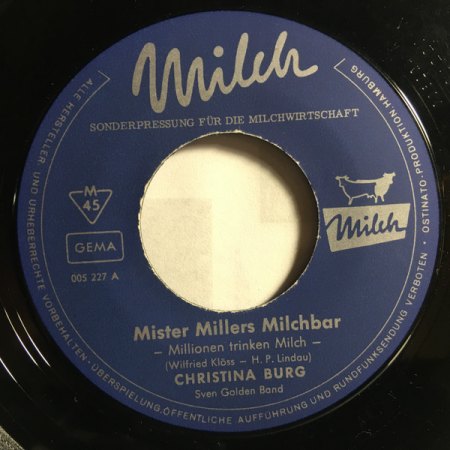 Milch
SONDERPRESSUNG FÜR DIE MILCHWIRTSCHAFT
M
45
GEMA
005 227 A
Milch
Mister Millers Milchbar
— Millionen trinken Milch —
(Wilfried Klöss — H. P. Lindau)
CHRISTINA BURG
Sven Golden Band
ALLE HERSTELLER- UND URHEBERRECHTE VORBEHALTEN · ÜBERSPIELUNG, ÖFFENTLICHE AUFFÜHRUNG UND RUNDFUNKSENDUNG VERBOTEN · OSTINATO-PRODUKTION, HAMBURG